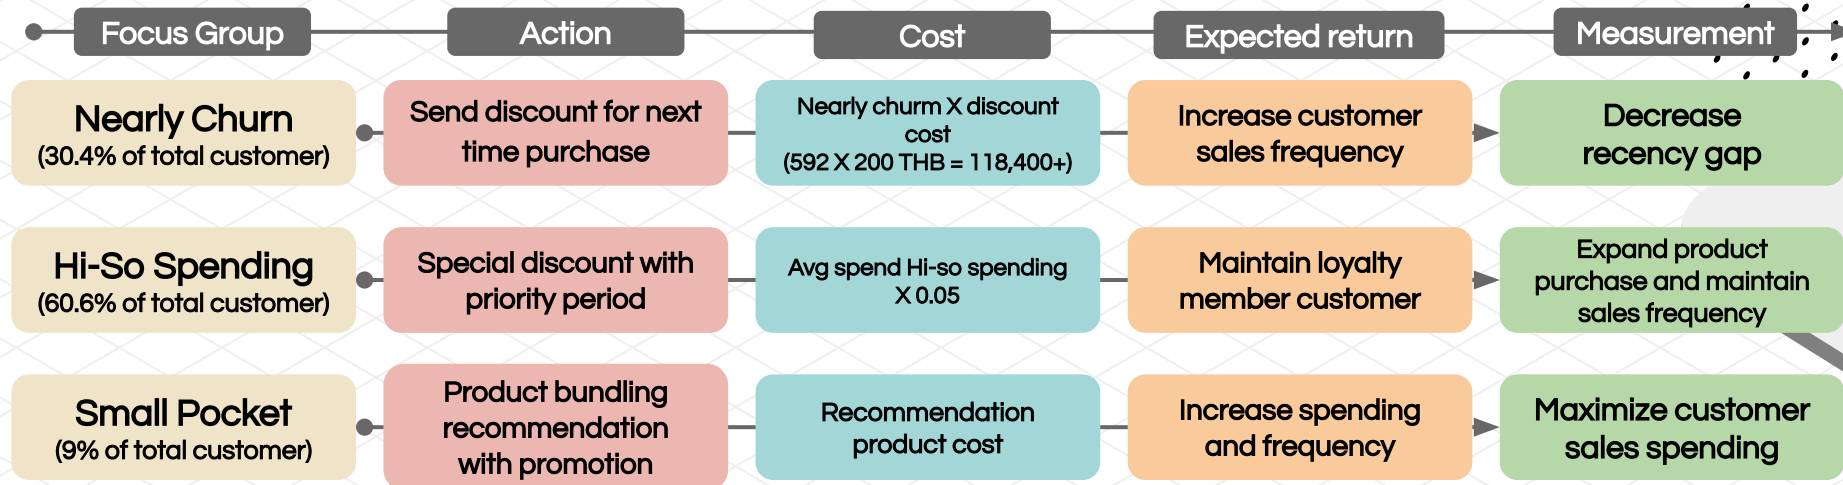 Focus Group
Action
Cost
Expected return
Measurement
Nearly Churn
(30.4% of total customer)
Send discount for next
time purchase
Nearly churm X discount
cost
(592 X 200 THB = 118,400+)
Increase customer
sales frequency
Decrease
recency gap
Hi-So Spending
(60.6% of total customer)
Special discount with
priority period
Avg spend Hi-so spending
X 0.05
Maintain loyalty
member customer
Expand product
purchase and maintain
sales frequency
Small Pocket
(9% of total customer)
Product bundling
recommendation
with promotion
Recommendation
product cost
Increase spending
and frequency
Maximize customer
sales spending